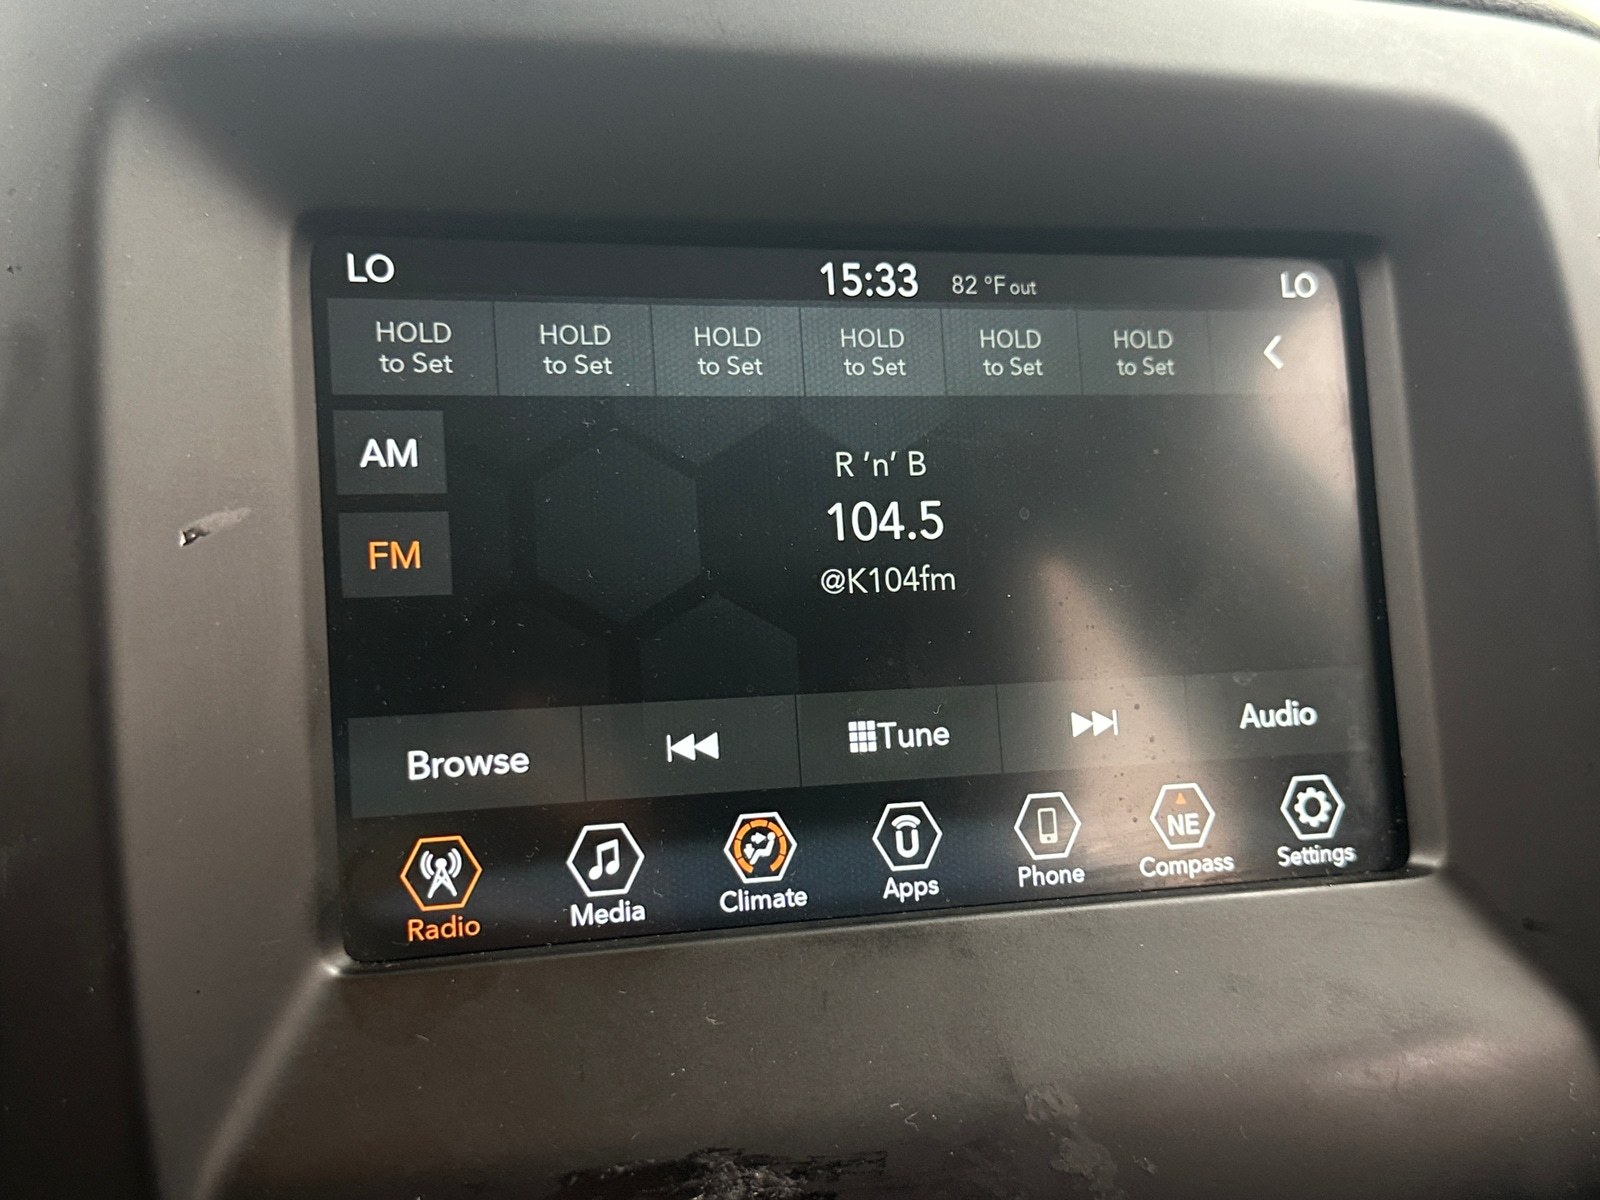 LO 15:33 82 °F out LO
HOLD to Set
HOLD to Set
HOLD to Set
HOLD to Set
HOLD to Set
HOLD to Set
AM
FM
R 'n' B
104.5
@K104fm
Browse
Tune
Audio
Radio
Media
Climate
U
Apps
Phone
NE
Compass
Settings